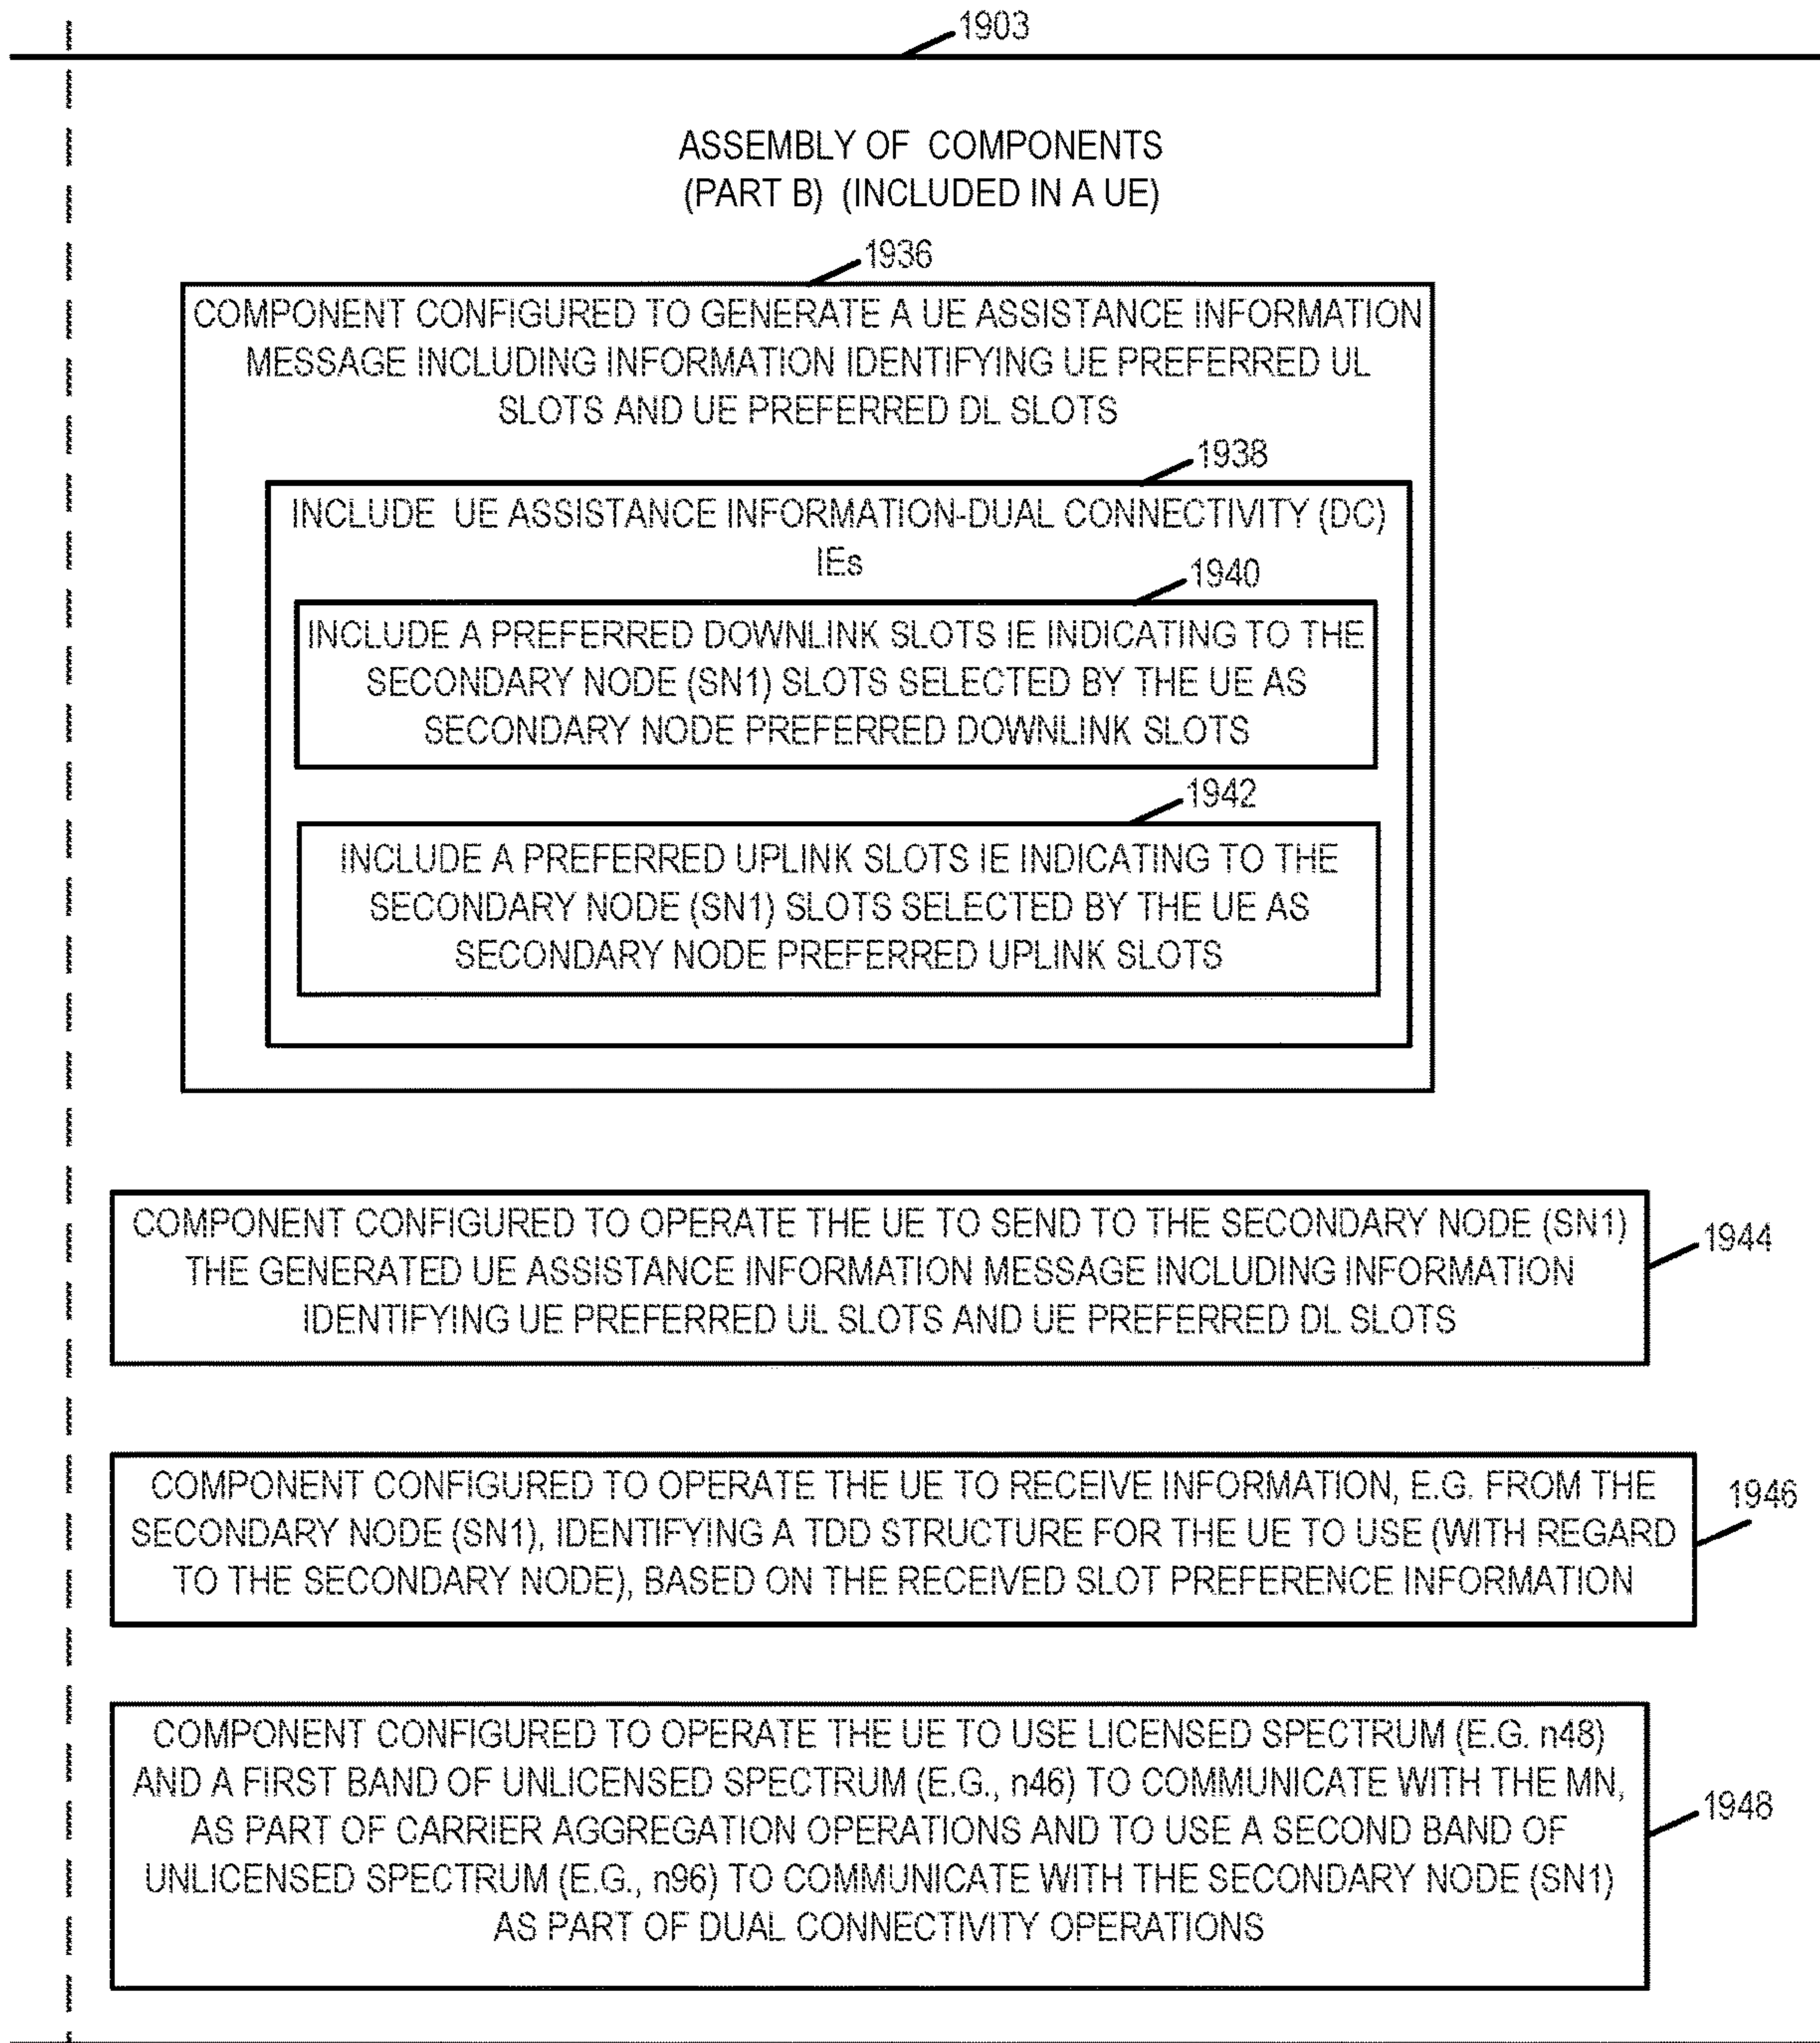 1903
ASSEMBLY OF COMPONENTS
(PART B) (INCLUDED IN A UE)
1936
COMPONENT CONFIGURED TO GENERATE A UE ASSISTANCE INFORMATION
MESSAGE INCLUDING INFORMATION IDENTIFYING UE PREFERRED UL
SLOTS AND UE PREFERRED DL SLOTS
1938
INCLUDE UE ASSISTANCE INFORMATION-DUAL CONNECTIVITY (DC)
IEs
1940
INCLUDE A PREFERRED DOWNLINK SLOTS IE INDICATING TO THE
SECONDARY NODE (SN1) SLOTS SELECTED BY THE UE AS
SECONDARY NODE PREFERRED DOWNLINK SLOTS
1942
INCLUDE A PREFERRED UPLINK SLOTS IE INDICATING TO THE
SECONDARY NODE (SN1) SLOTS SELECTED BY THE UE AS
SECONDARY NODE PREFERRED UPLINK SLOTS
COMPONENT CONFIGURED TO OPERATE THE UE TO SEND TO THE SECONDARY NODE (SN1)
THE GENERATED UE ASSISTANCE INFORMATION MESSAGE INCLUDING INFORMATION
IDENTIFYING UE PREFERRED UL SLOTS AND UE PREFERRED DL SLOTS
1944
COMPONENT CONFIGURED TO OPERATE THE UE TO RECEIVE INFORMATION, E.G. FROM THE
SECONDARY NODE (SN1), IDENTIFYING A TDD STRUCTURE FOR THE UE TO USE (WITH REGARD
TO THE SECONDARY NODE), BASED ON THE RECEIVED SLOT PREFERENCE INFORMATION
1946
COMPONENT CONFIGURED TO OPERATE THE UE TO USE LICENSED SPECTRUM (E.G. n48)
AND A FIRST BAND OF UNLICENSED SPECTRUM (E.G., n46) TO COMMUNICATE WITH THE MN,
AS PART OF CARRIER AGGREGATION OPERATIONS AND TO USE A SECOND BAND OF
UNLICENSED SPECTRUM (E.G., n96) TO COMMUNICATE WITH THE SECONDARY NODE (SN1)
AS PART OF DUAL CONNECTIVITY OPERATIONS
1948